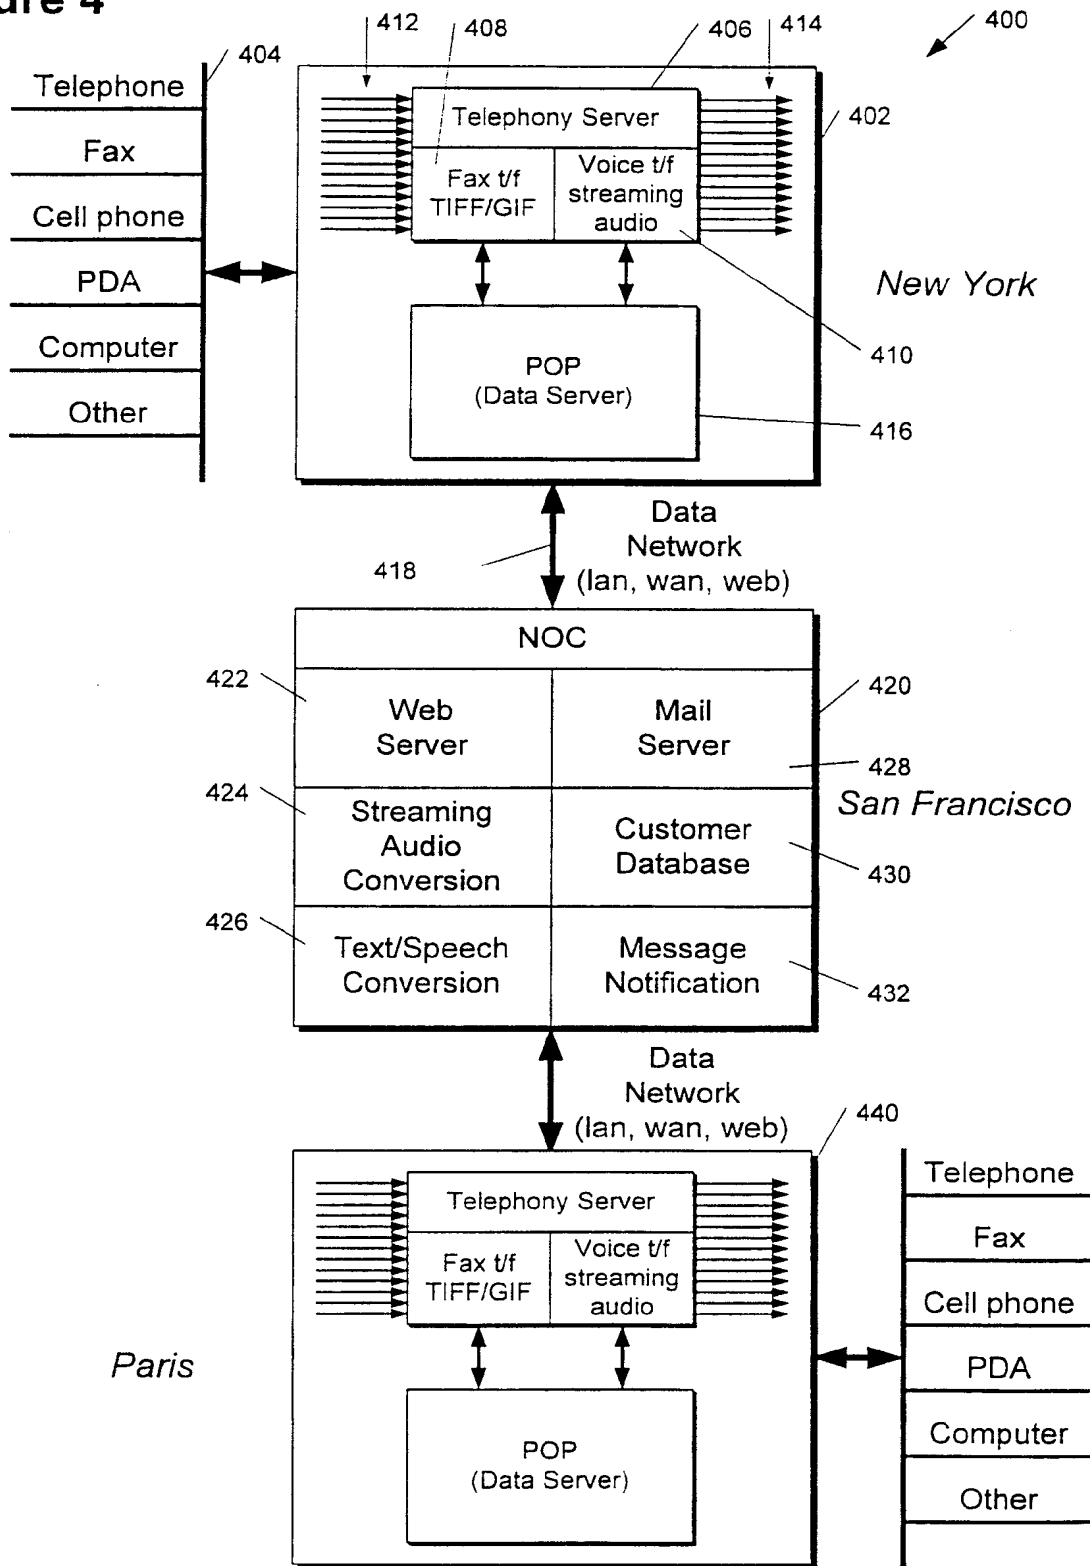 ure 4
412
408
406
414
400
404
402
Telephone
Fax
Cell phone
PDA
Computer
Other
Telephony Server
Fax t/f
TIFF/GIF
Voice t/f
streaming
audio
New York
410
POP
(Data Server)
416
418
Data
Network
(lan, wan, web)
NOC
422
Web
Server
Mail
Server
420
428
424
Streaming
Audio
Conversion
Customer
Database
San Francisco
430
426
Text/Speech
Conversion
Message
Notification
432
Data
Network
(lan, wan, web)
440
Telephony Server
Fax t/f
TIFF/GIF
Voice t/f
streaming
audio
Paris
POP
(Data Server)
Telephone
Fax
Cell phone
PDA
Computer
Other